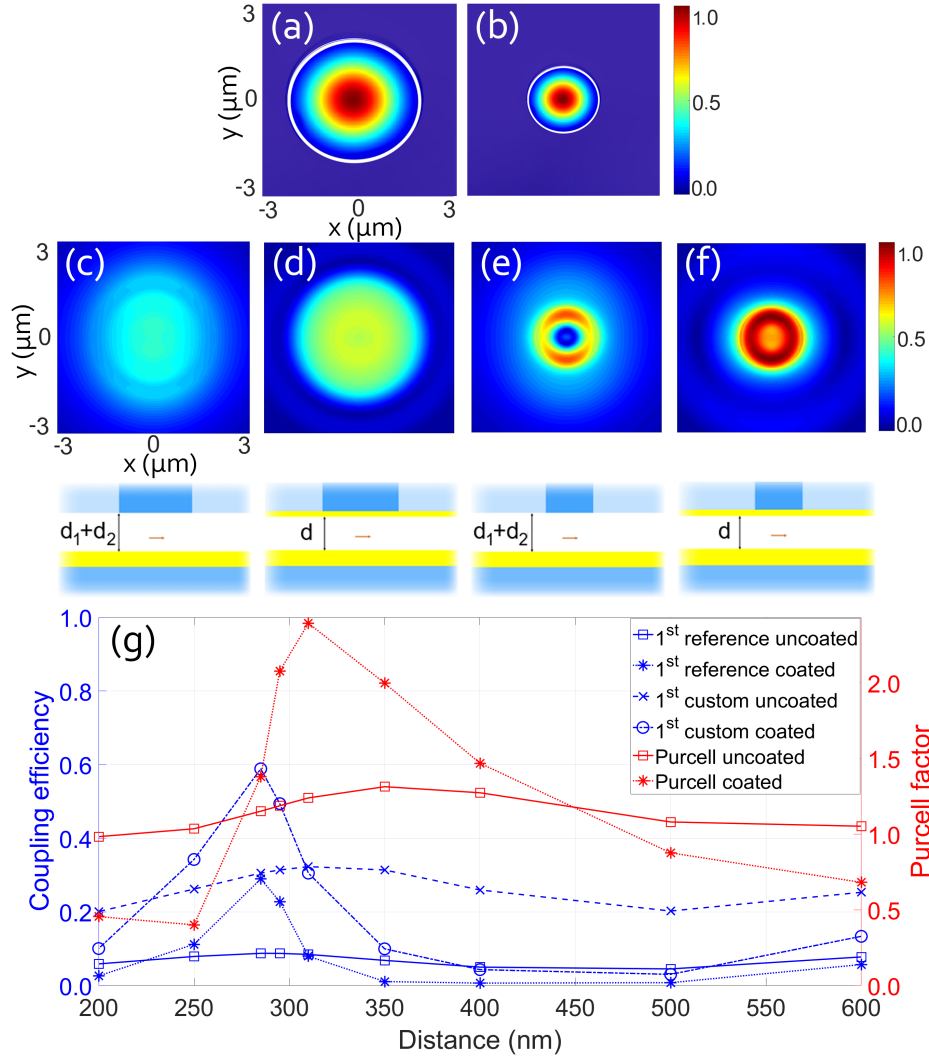 (a) (b)
3
0
-3
y (μm)
-3 0 3
x (μm)
1.0
0.5
0.0
(c) (d) (e) (f)
3
0
-3
y (μm)
-3 0 3
x (μm)
1.0
0.5
0.0
d1+d2 d d1+d2 d
(g)
1.0
0.8
0.6
0.4
0.2
0.0
Coupling efficiency
1st reference uncoated
1st reference coated
1st custom uncoated
1st custom coated
Purcell uncoated
Purcell coated
2.0
1.5
1.0
0.5
0.0
Purcell factor
200 250 300 350 400 450 500 550 600
Distance (nm)